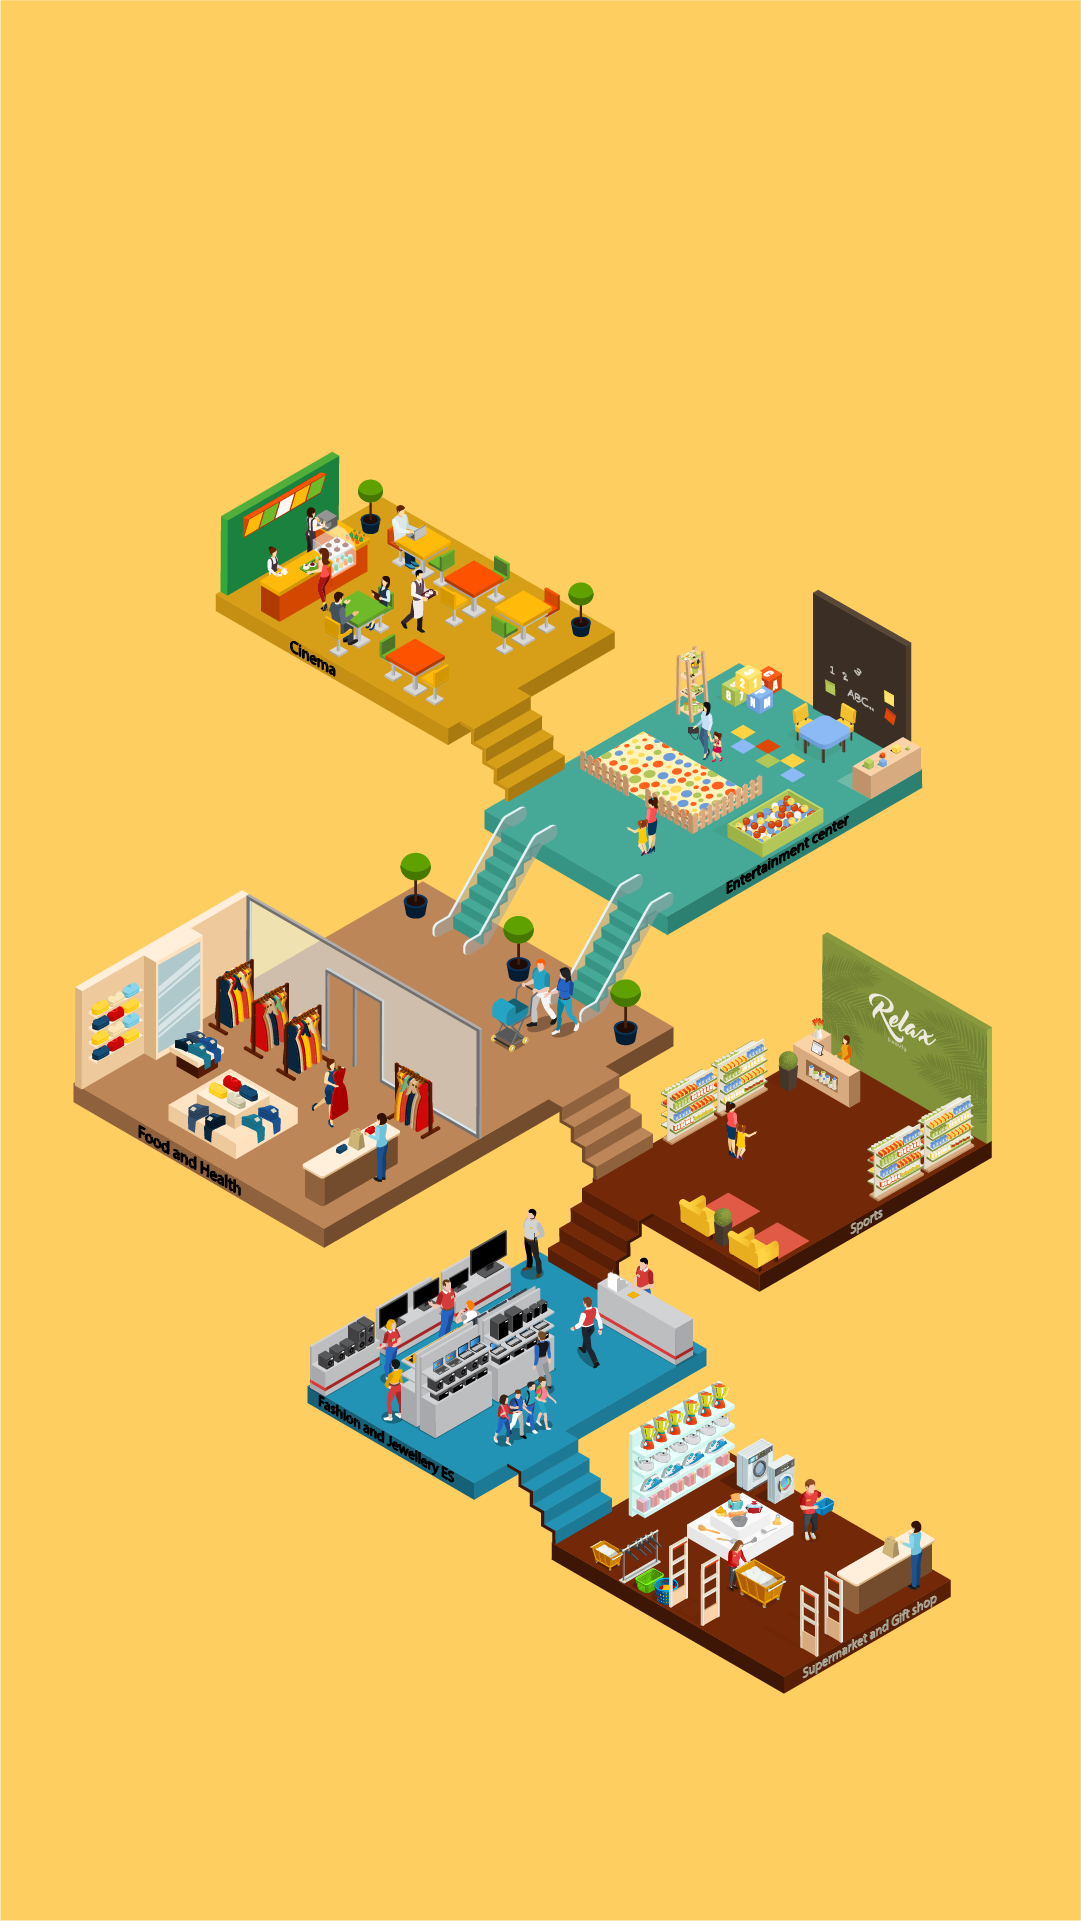 Cinema
1 2 3
ABC...
Entertainment center
Relax
Food and Health
Sports
Fashion and Jewellery ES
Supermarket and Gift shop